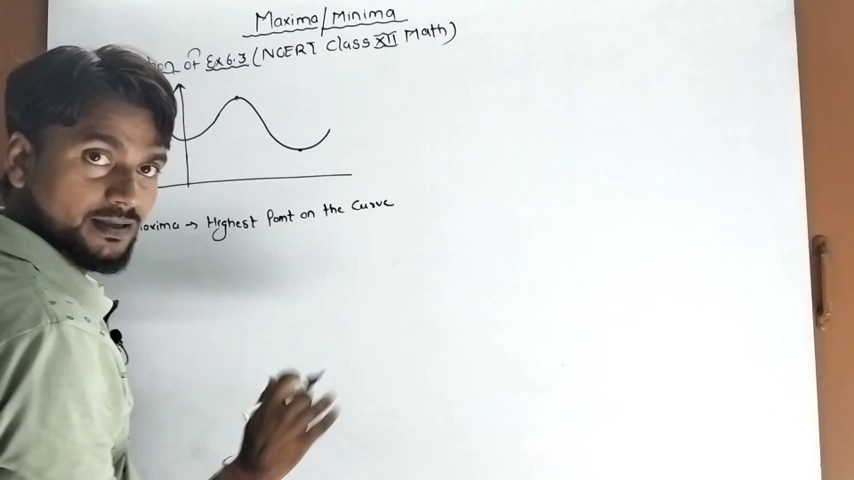 Maxima/Minima
of Ex 6.3 (NCERT Class XII Math)
→ Highest Point on the Curve